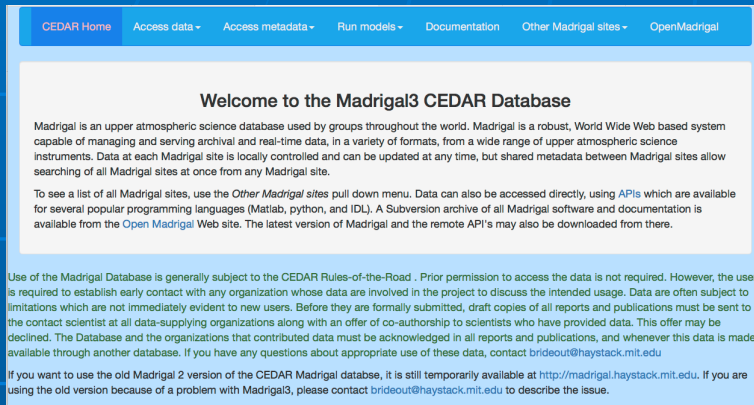 CEDAR Home Access data Access metadata Run models Documentation Other Madrigal sites OpenMadrigal
Welcome to the Madrigal3 CEDAR Database
Madrigal is an upper atmospheric science database used by groups throughout the world. Madrigal is a robust, World Wide Web based system
capable of managing and serving archival and real-time data, in a variety of formats, from a wide range of upper atmospheric science
instruments. Data at each Madrigal site is locally controlled and can be updated at any time, but shared metadata between Madrigal sites allow
searching of all Madrigal sites at once from any Madrigal site.
To see a list of all Madrigal sites, use the Other Madrigal sites pull down menu. Data can also be accessed directly, using APIs which are available
for several popular programming languages (Matlab, python, and IDL). A Subversion archive of all Madrigal software and documentation is
available from the Open Madrigal Web site. The latest version of Madrigal and the remote API's may also be downloaded from there.
Use of the Madrigal Database is generally subject to the CEDAR Rules-of-the-Road . Prior permission to access the data is not required. However, the use
is required to establish early contact with any organization whose data are involved in the project to discuss the intended usage. Data are often subject to
limitations which are not immediately evident to new users. Before they are formally submitted, draft copies of all reports and publications must be sent to
the contact scientist at all data-supplying organizations along with an offer of co-authorship to scientists who have provided data. This offer may be
declined. The Database and the organizations that contributed data must be acknowledged in all reports and publications, and whenever this data is made
available through another database. If you have any questions about appropriate use of these data, contact brideout@haystack.mit.edu
If you want to use the old Madrigal 2 version of the CEDAR Madrigal databse, it is still temporarily available at http://madrigal.haystack.mit.edu. If you are
using the old version because of a problem with Madrigal3, please contact brideout@haystack.mit.edu to describe the issue.